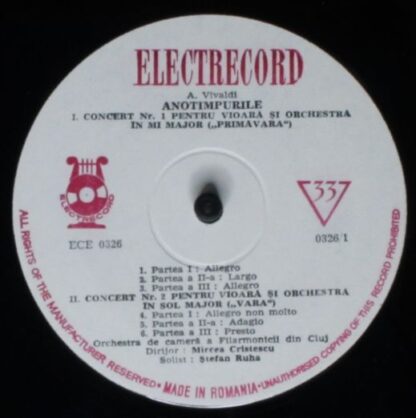 ELECTRECORD
A. Vivaldi
ANOTIMPURILE
I. CONCERT Nr. 1 PENTRU VIOARĂ ȘI ORCHESTRĂ
ÎN MI MAJOR („PRIMĂVARA“)
ELECTRECORD
33
ECE 0326
0326/1
1. Partea I : Allegro
2. Partea a II-a : Largo
3. Partea a III : Allegro
II. CONCERT Nr. 2 PENTRU VIOARĂ ȘI ORCHESTRĂ
ÎN SOL MAJOR („VARA“)
4. Partea I : Allegro non molto
5. Partea a II-a : Adagio
6. Partea a III : Presto
Orchestra de cameră a Filarmonicii din Cluj
Dirijor : Mircea Cristescu
Solist : Ștefan Ruha
ALL RIGHTS OF THE MANUFACTURER RESERVED • MADE IN ROMANIA • UNAUTHORISED COPYING OF THIS RECORD PROHIBITED